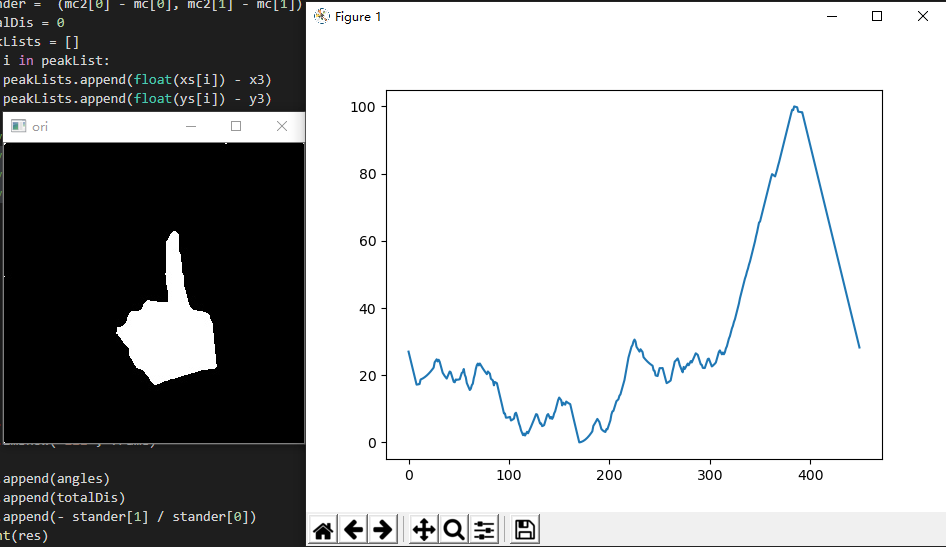 nder =  (mc2[0] - mc[0], mc2[1] - mc[1])
alDis = 0
kLists = []
i in peakList:
peakLists.append(float(xs[i]) - x3)
peakLists.append(float(ys[i]) - y3)
ori
.append(angles)
.append(totalDis)
.append(- stander[1] / stander[0])
nt(res)
Figure 1
100
80
60
40
20
0
0 100 200 300 400